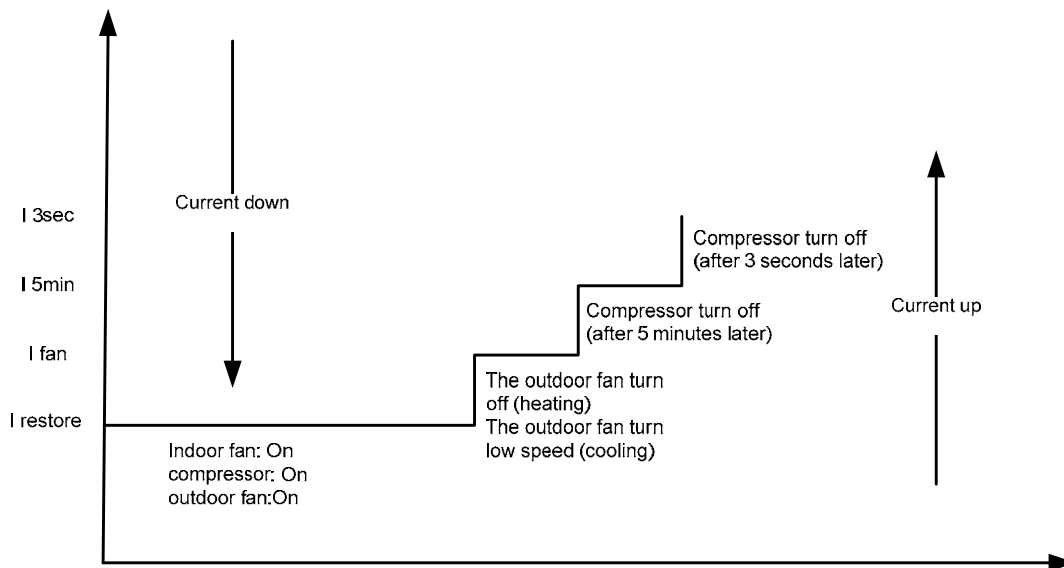 I 3sec
Current down
Compressor turn off
(after 3 seconds later)
I 5min
Compressor turn off
(after 5 minutes later)
Current up
I fan
The outdoor fan turn
off (heating)
The outdoor fan turn
low speed (cooling)
I restore
Indoor fan: On
compressor: On
outdoor fan:On